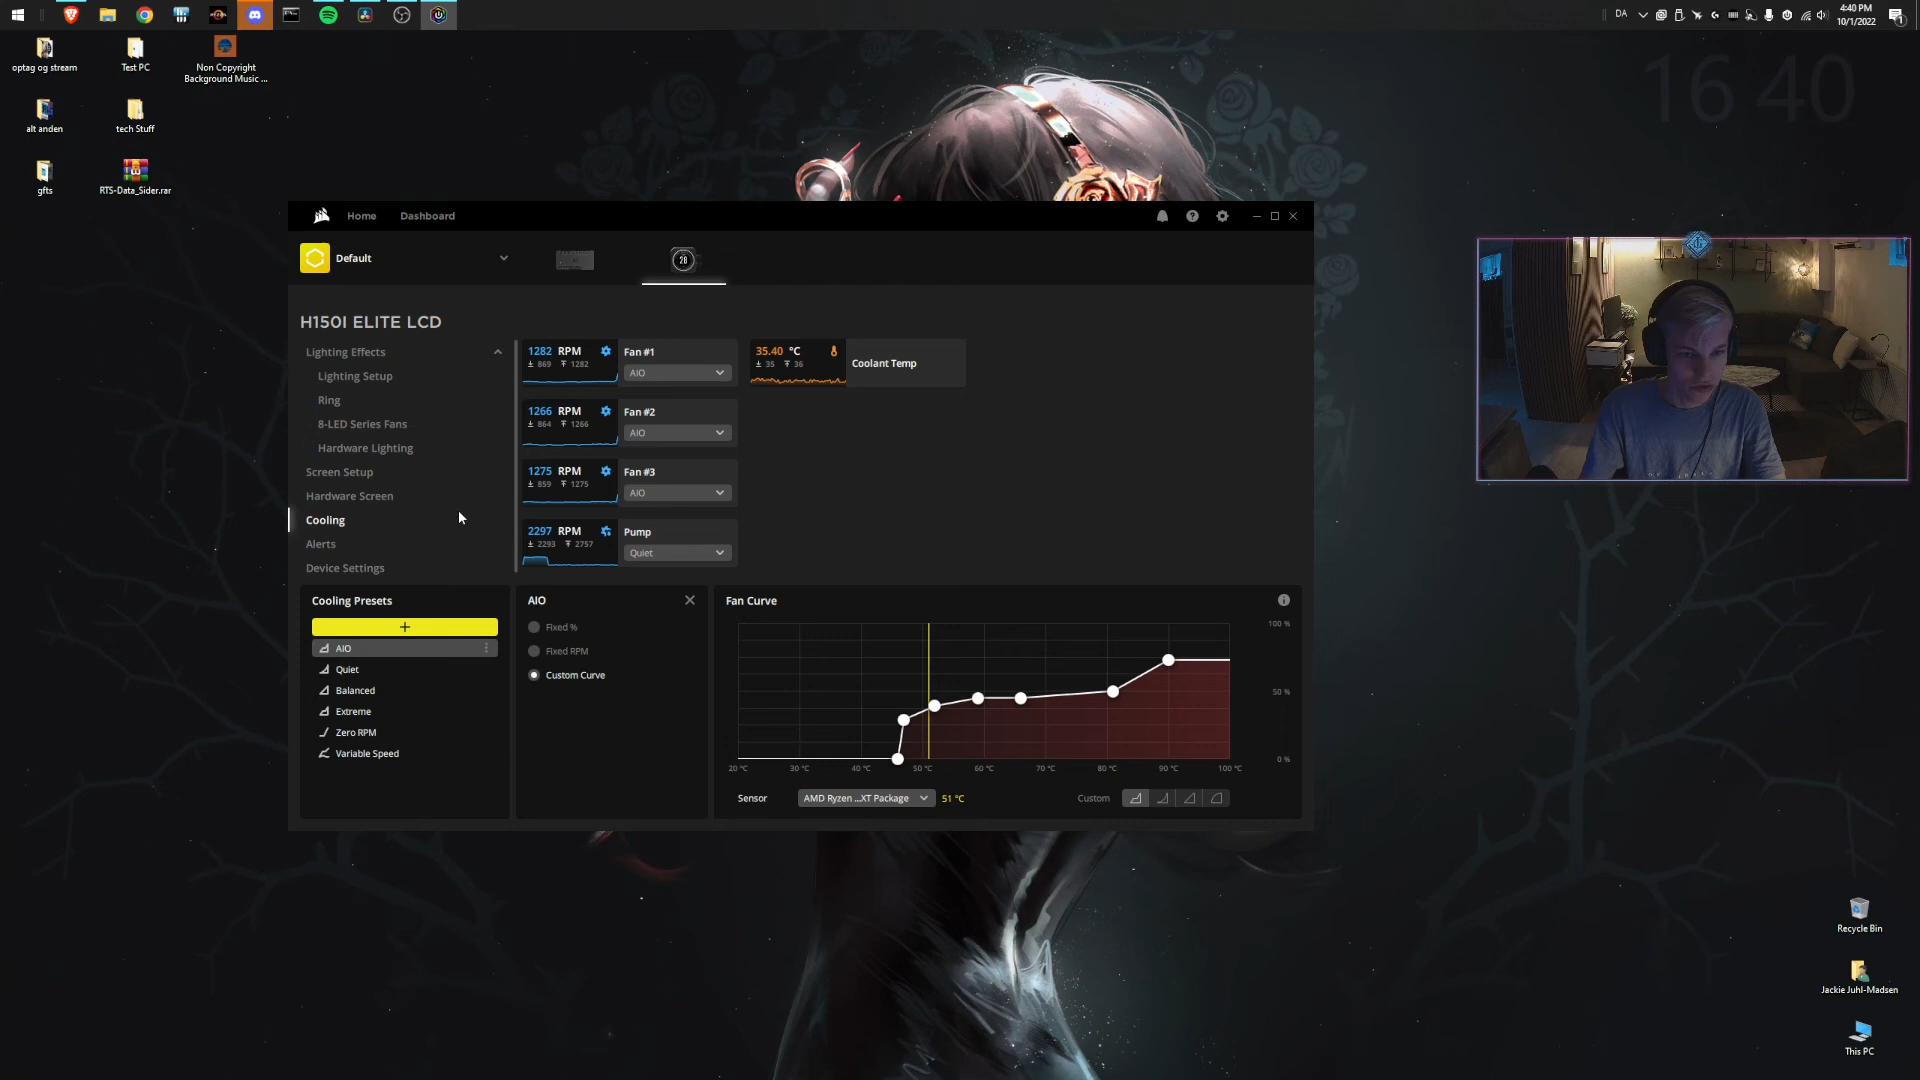 DA
4:40 PM
10/1/2022
1
optag og stream
Test PC
Non Copyright
Background Music ...
alt anden
tech Stuff
gfts
RTS-Data_Sider.rar
16 40
Home
Dashboard
Default
28
H150I ELITE LCD
Lighting Effects
Lighting Setup
Ring
8-LED Series Fans
Hardware Lighting
Screen Setup
Hardware Screen
Cooling
Alerts
Device Settings
1282 RPM
869 1282
Fan #1
AIO
35.40 °C
35 36
Coolant Temp
1266 RPM
864 1266
Fan #2
AIO
1275 RPM
859 1275
Fan #3
AIO
2297 RPM
2293 2757
Pump
Quiet
Cooling Presets
+
AIO
Quiet
Balanced
Extreme
Zero RPM
Variable Speed
AIO
Fixed %
Fixed RPM
Custom Curve
Fan Curve
100 %
50 %
0 %
20 °C 30 °C 40 °C 50 °C 60 °C 70 °C 80 °C 90 °C 100 °C
Sensor
AMD Ryzen ...XT Package
51 °C
Custom
Recycle Bin
Jackie Juhl-Madsen
This PC